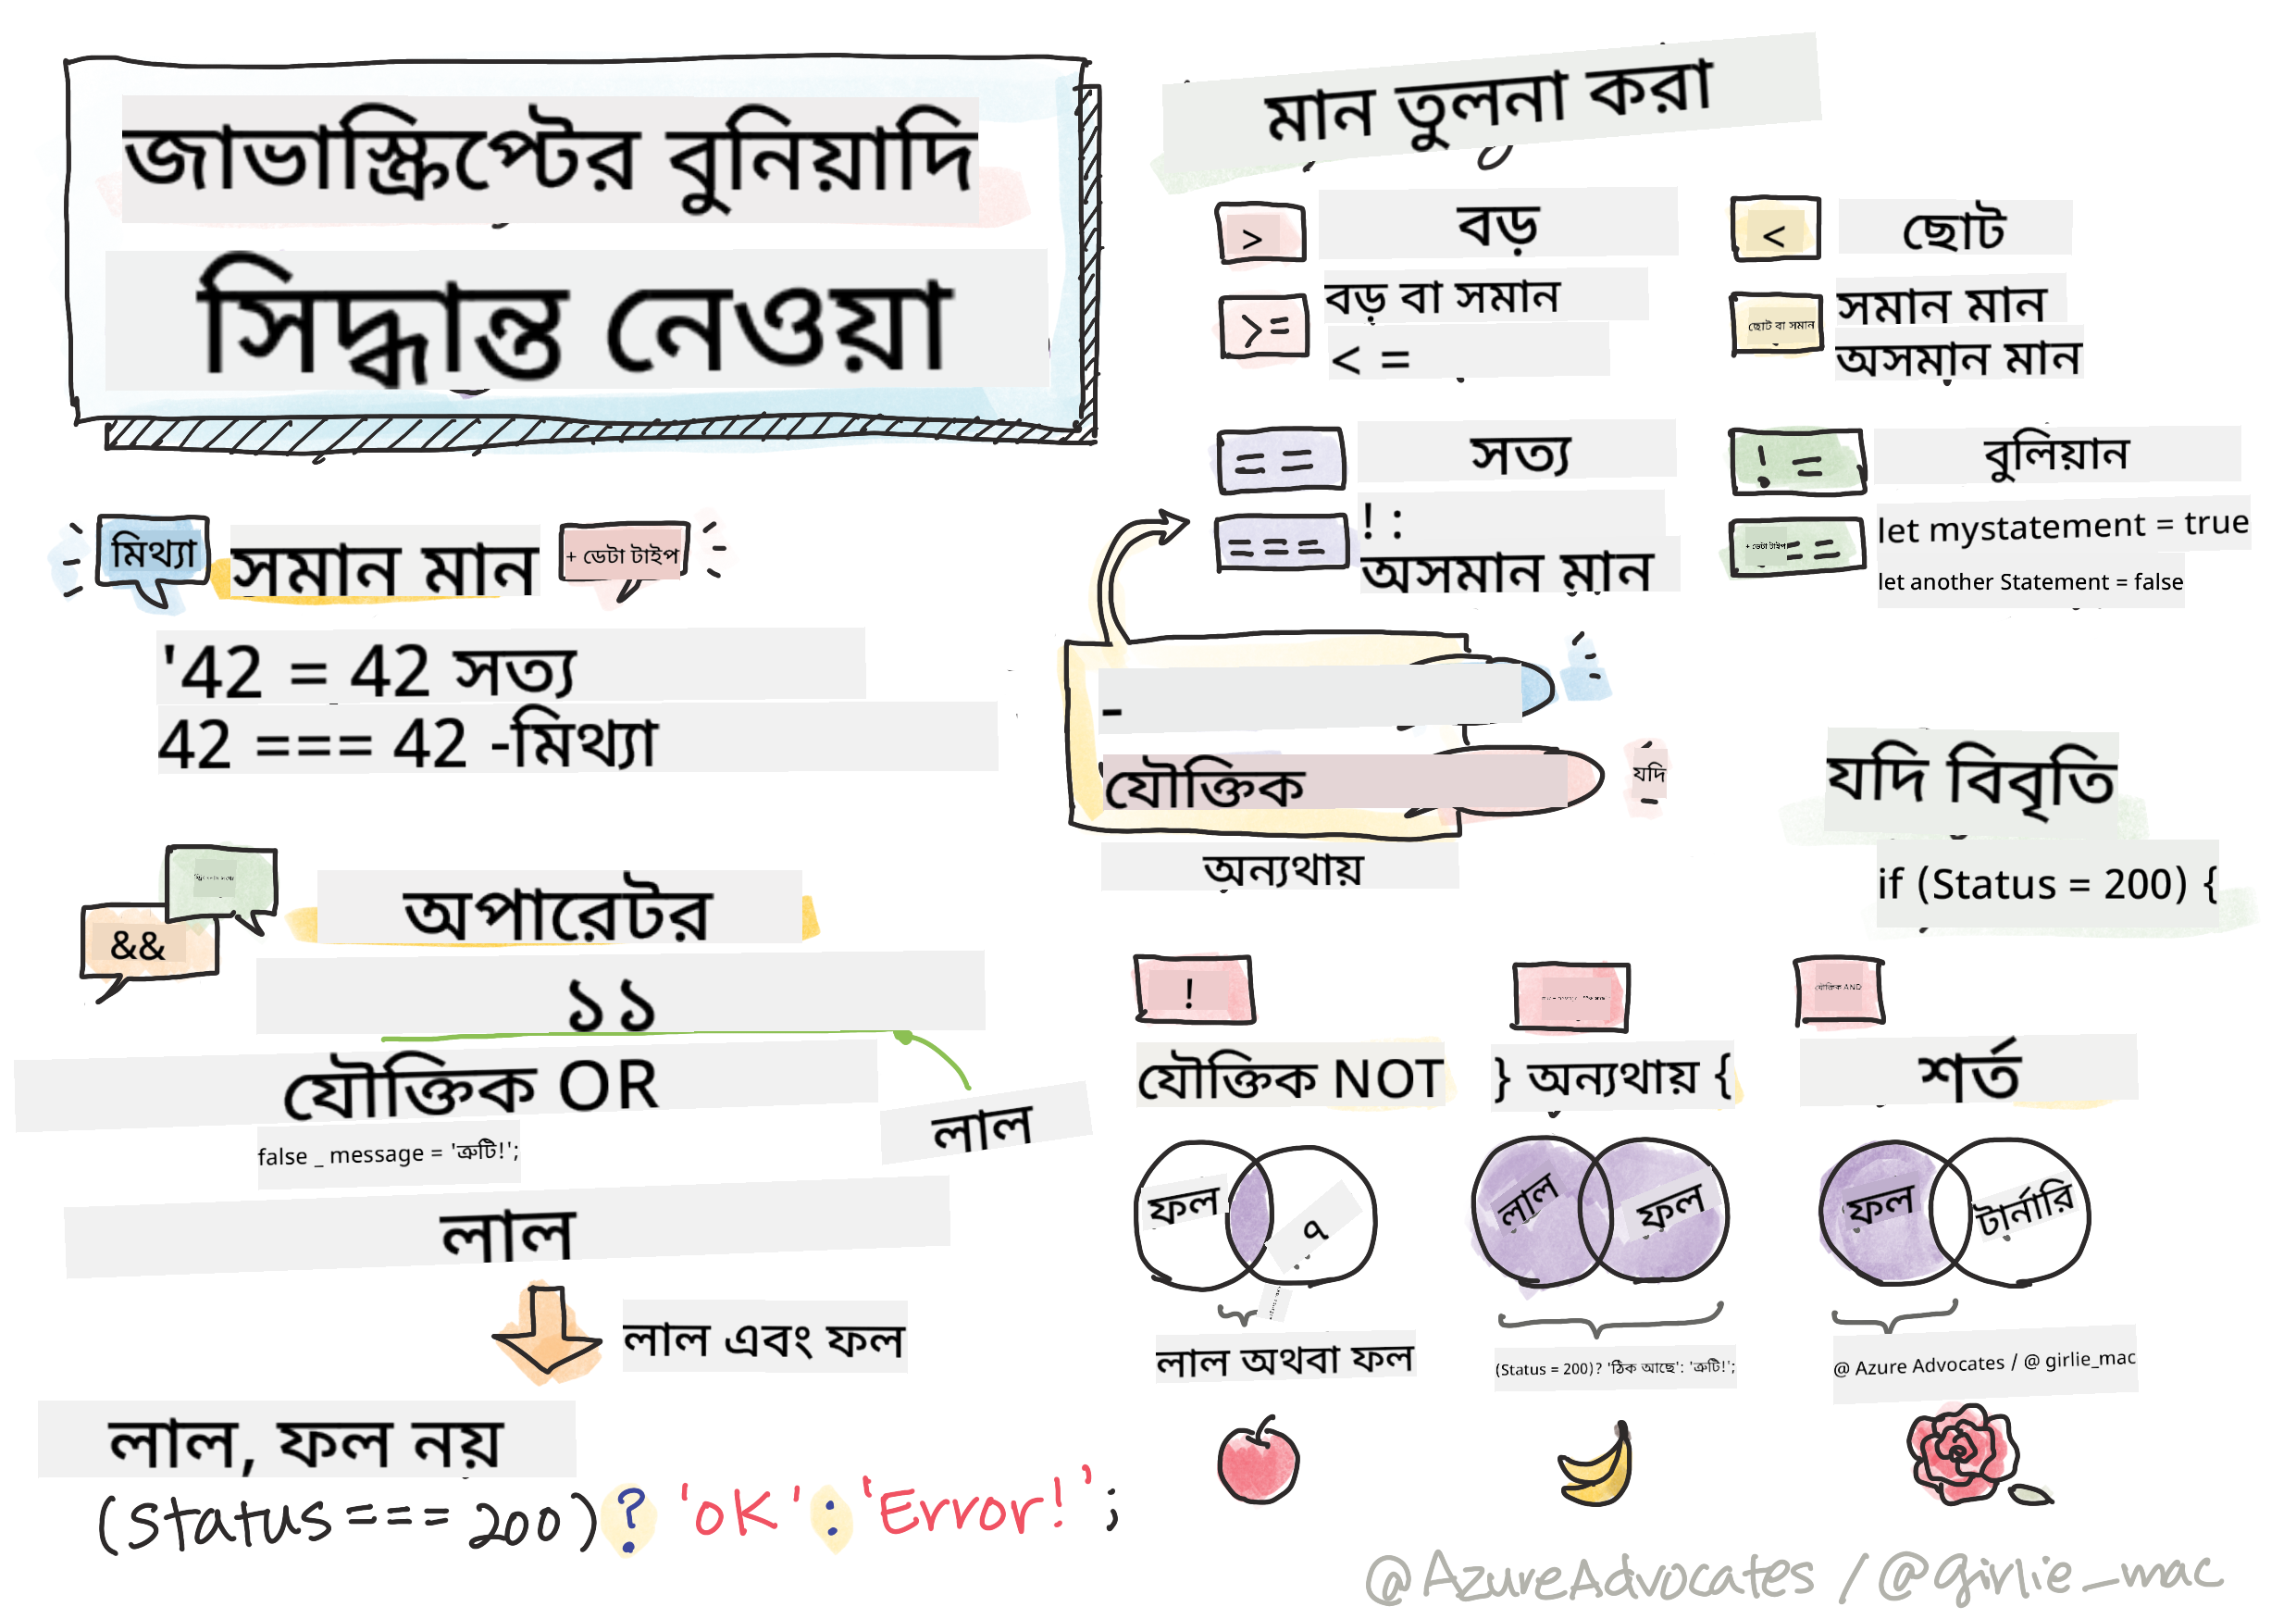 জাভাস্ক্রিপ্টের বুনিয়াদি
সিদ্ধান্ত নেওয়া
মান তুলনা করা
>
বড়
<
ছোট
>=
বড় বা সমান
< =
ছোট বা সমান
সমান মান
অসমান মান
==
সত্য
!=
বুলিয়ান
===
! :
অসমান মান
+ ডেটা টাইপ
==
let mystatement = true
let another Statement = false
মিথ্যা
সমান মান
+ ডেটা টাইপ
'42 = 42 সত্য
42 === 42 -মিথ্যা
-
যৌক্তিক
যদি
অন্যথায়
যদি বিবৃতি
if (Status = 200) {
&&
অপারেটর
১১
যৌক্তিক OR
false _ message = 'ত্রুটি!';
লাল
লাল
লাল এবং ফল
লাল, ফল নয়
(status === 200) ? 'OK' : 'Error!';
!
যৌক্তিক NOT
} অন্যথায় {
যৌক্তিক AND
শর্ত
ফল
৭
লাল
ফল
ফল
টার্নারি
লাল অথবা ফল
(Status = 200)? 'ঠিক আছে': 'ত্রুটি!';
@ Azure Advocates / @ girlie_mac
@AzureAdvocates / @girlie_mac